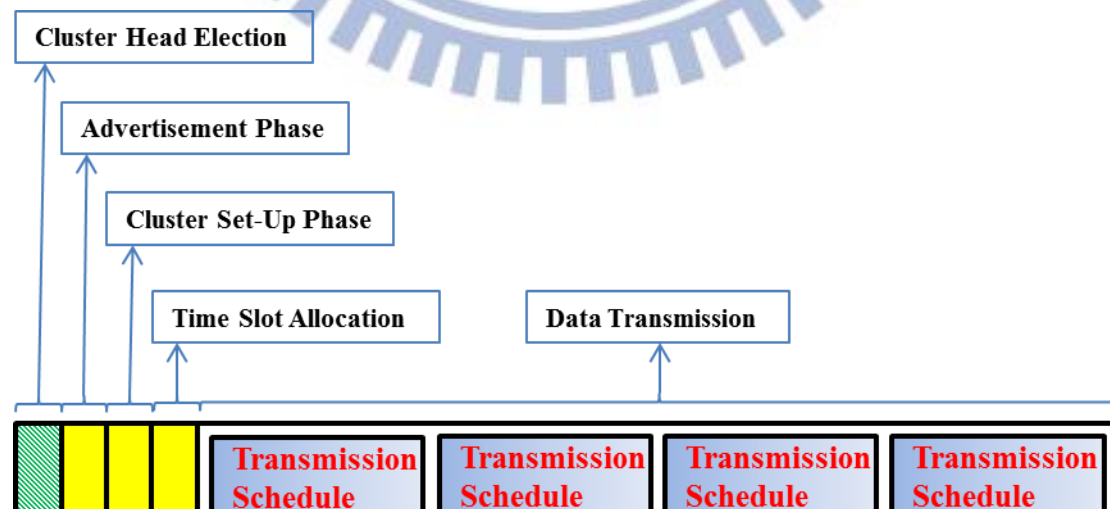 Cluster Head Election
Advertisement Phase
Cluster Set-Up Phase
Time Slot Allocation
Data Transmission
Transmission
Schedule
Transmission
Schedule
Transmission
Schedule
Transmission
Schedule